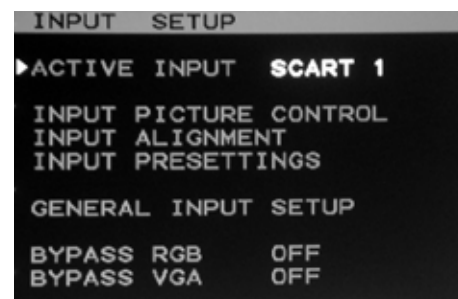 INPUT SETUP
ACTIVE INPUT SCART 1
INPUT PICTURE CONTROL
INPUT ALIGNMENT
INPUT PRESETTINGS
GENERAL INPUT SETUP
BYPASS RGB OFF
BYPASS VGA OFF